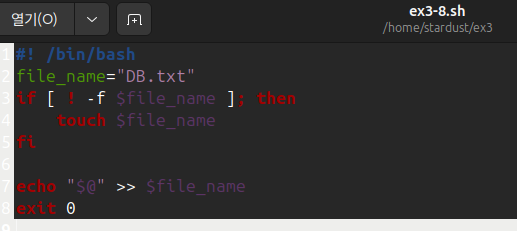 열기(O)
ex3-8.sh
/home/stardust/ex3
1 #! /bin/bash
2 file_name="DB.txt"
3 if [ ! -f $file_name ]; then
4     touch $file_name
5 fi
6
7 echo "$@" >> $file_name
8 exit 0